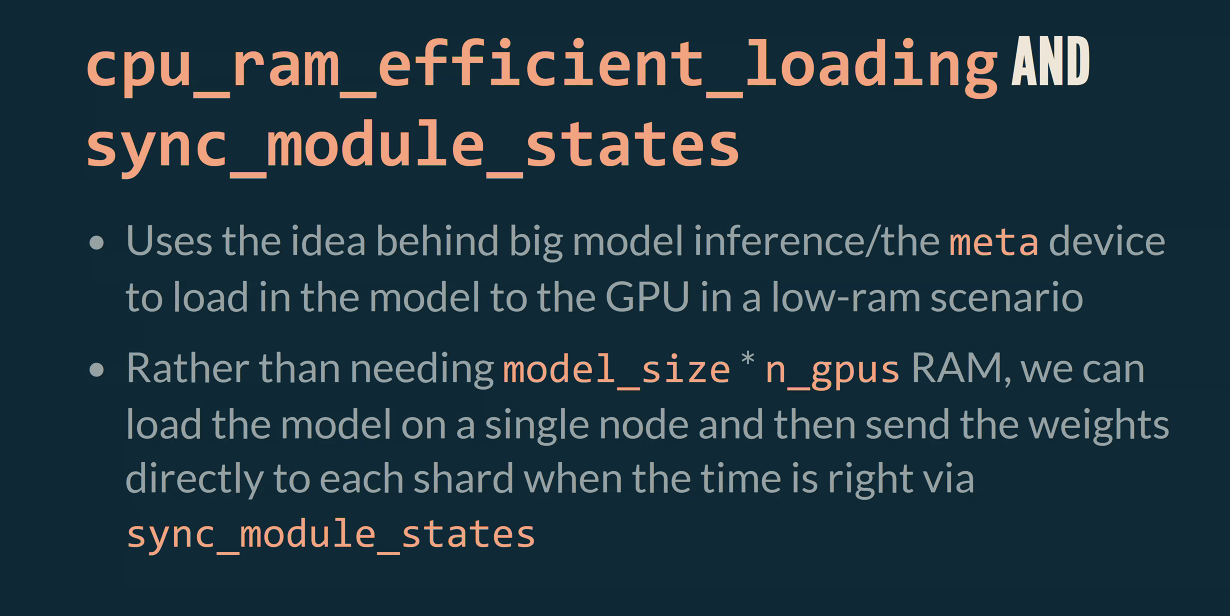 cpu_ram_efficient_loading AND
sync_module_states
• Uses the idea behind big model inference/the meta device
to load in the model to the GPU in a low-ram scenario
• Rather than needing model_size * n_gpus RAM, we can
load the model on a single node and then send the weights
directly to each shard when the time is right via
sync_module_states